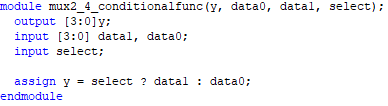 module mux2_4_conditionalfunc(y, data0, data1, select);
output [3:0]y;
input [3:0] data1, data0;
input select;
assign y = select ? data1 : data0;
endmodule